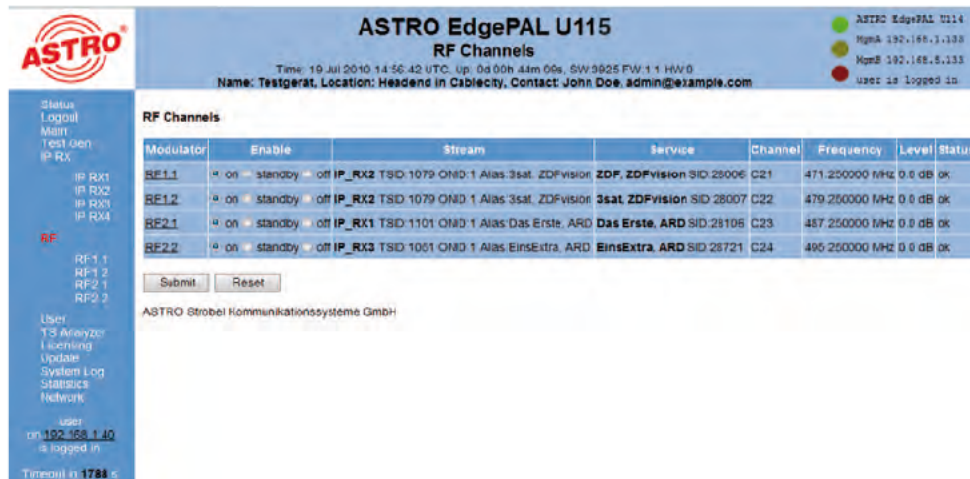 ASTRO
ASTRO EdgePAL U115
RF Channels
Time: 19 Jul 2010 14:56:42 UTC, up: 0d 00h 44m 09s, SW:3925 FW:1.1 HW:0
Name: Testgerät, Location: Headend in Cablecity, Contact: John Doe, admin@example.com
ASTRO EdgePAL U114
MgmA 192.168.1.133
MgmB 192.168.8.133
user is logged in
Status
Logout
Main
Test Gen
IP RX
IP RX1
IP RX2
IP RX3
IP RX4
RF
RF1.1
RF1.2
RF2.1
RF2.2
User
TS Analyzer
Licensing
Update
System Log
Statistics
Network
user
on 192.168.1.40
is logged in
Timeout in 1788 s
RF Channels
Modulator Enable Stream Service Channel Frequency Level Status
RF1.1 on standby off IP_RX2 TSID:1079 ONID:1 Alias:3sat, ZDFvision ZDF, ZDFvision SID:28006 C21 471.250000 MHz 0.0 dB ok
RF1.2 on standby off IP_RX2 TSID:1079 ONID:1 Alias:3sat, ZDFvision 3sat, ZDFvision SID:28007 C22 479.250000 MHz 0.0 dB ok
RF2.1 on standby off IP_RX1 TSID:1101 ONID:1 Alias:Das Erste, ARD Das Erste, ARD SID:28106 C23 487.250000 MHz 0.0 dB ok
RF2.2 on standby off IP_RX3 TSID:1051 ONID:1 Alias:EinsExtra, ARD EinsExtra, ARD SID:28721 C24 495.250000 MHz 0.0 dB ok
Submit Reset
ASTRO Strobel Kommunikationssysteme GmbH